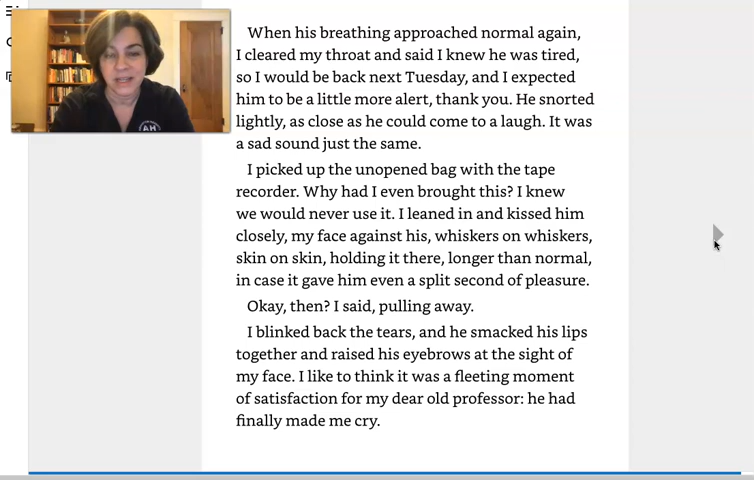 When his breathing approached normal again,
I cleared my throat and said I knew he was tired,
so I would be back next Tuesday, and I expected
him to be a little more alert, thank you. He snorted
lightly, as close as he could come to a laugh. It was
a sad sound just the same.
I picked up the unopened bag with the tape
recorder. Why had I even brought this? I knew
we would never use it. I leaned in and kissed him
closely, my face against his, whiskers on whiskers,
skin on skin, holding it there, longer than normal,
in case it gave him even a split second of pleasure.
Okay, then? I said, pulling away.
I blinked back the tears, and he smacked his lips
together and raised his eyebrows at the sight of
my face. I like to think it was a fleeting moment
of satisfaction for my dear old professor: he had
finally made me cry.
AH